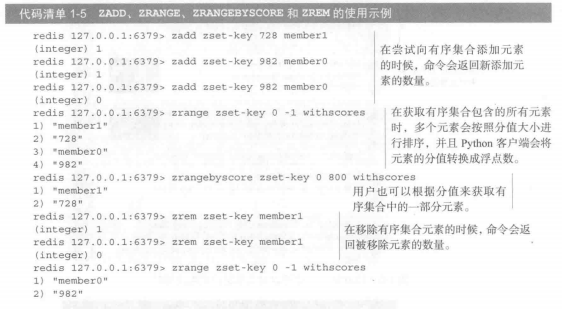 代码清单 1-5 ZADD、ZRANGE、ZRANGEBYSCORE 和 ZREM 的使用示例
redis 127.0.0.1:6379> zadd zset-key 728 member1
(integer) 1
redis 127.0.0.1:6379> zadd zset-key 982 member0
(integer) 1
redis 127.0.0.1:6379> zadd zset-key 982 member0
(integer) 0
在尝试向有序集合添加元素
的时候，命令会返回新添加元
素的数量。
redis 127.0.0.1:6379> zrange zset-key 0 -1 withscores
1) "member1"
2) "728"
3) "member0"
4) "982"
在获取有序集合包含的所有元素
时，多个元素会按照分值大小进
行排序，并且 Python 客户端会将
元素的分值转换成浮点数。
redis 127.0.0.1:6379> zrangebyscore zset-key 0 800 withscores
1) "member1"
2) "728"
用户也可以根据分值来获取有
序集合中的一部分元素。
redis 127.0.0.1:6379> zrem zset-key member1
(integer) 1
redis 127.0.0.1:6379> zrem zset-key member1
(integer) 0
在移除有序集合元素的时候，命令会返
回被移除元素的数量。
redis 127.0.0.1:6379> zrange zset-key 0 -1 withscores
1) "member0"
2) "982"